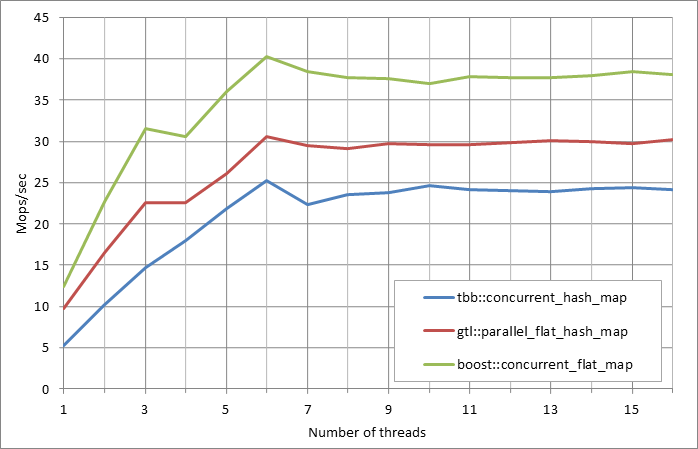 45
40
35
30
25
20
15
10
5
0
Mops/sec
tbb::concurrent_hash_map
gtl::parallel_flat_hash_map
boost::concurrent_flat_map
1 3 5 7 9 11 13 15
Number of threads